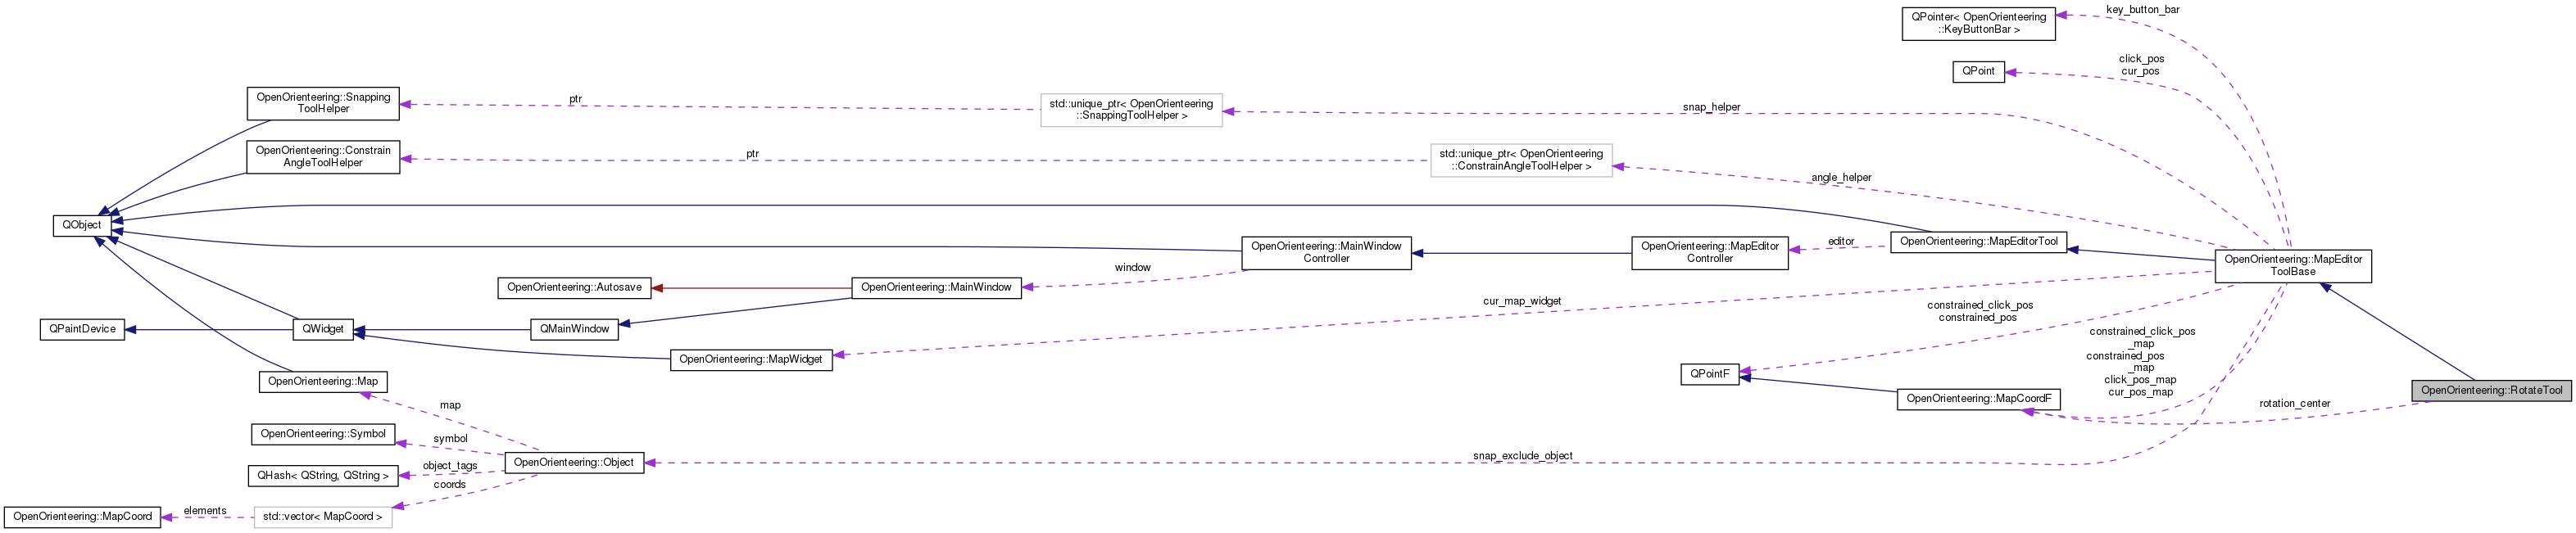 QPointer< OpenOrienteering
::KeyButtonBar >
key_button_bar
QPoint
click_pos
cur_pos
OpenOrienteering::Snapping
ToolHelper
ptr
std::unique_ptr< OpenOrienteering
::SnappingToolHelper >
snap_helper
OpenOrienteering::Constrain
AngleToolHelper
ptr
std::unique_ptr< OpenOrienteering
::ConstrainAngleToolHelper >
angle_helper
QObject
OpenOrienteering::MainWindow
Controller
OpenOrienteering::MapEditor
Controller
editor
OpenOrienteering::MapEditorTool
OpenOrienteering::MapEditor
ToolBase
window
OpenOrienteering::Autosave
OpenOrienteering::MainWindow
cur_map_widget
constrained_click_pos
constrained_pos
QPaintDevice
QWidget
QMainWindow
OpenOrienteering::MapWidget
constrained_click_pos
_map
constrained_pos
_map
click_pos_map
cur_pos_map
QPointF
OpenOrienteering::Map
OpenOrienteering::RotateTool
OpenOrienteering::MapCoordF
rotation_center
map
OpenOrienteering::Symbol
symbol
snap_exclude_object
OpenOrienteering::Object
object_tags
QHash< QString, QString >
coords
OpenOrienteering::MapCoord
elements
std::vector< MapCoord >